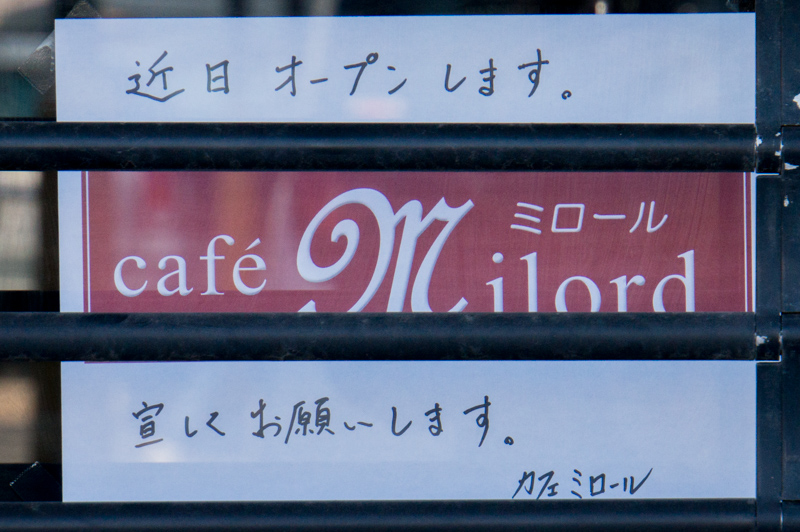 近日オープンします。
ミロール
café Milord
宜しくお願いします。
カフェミロール